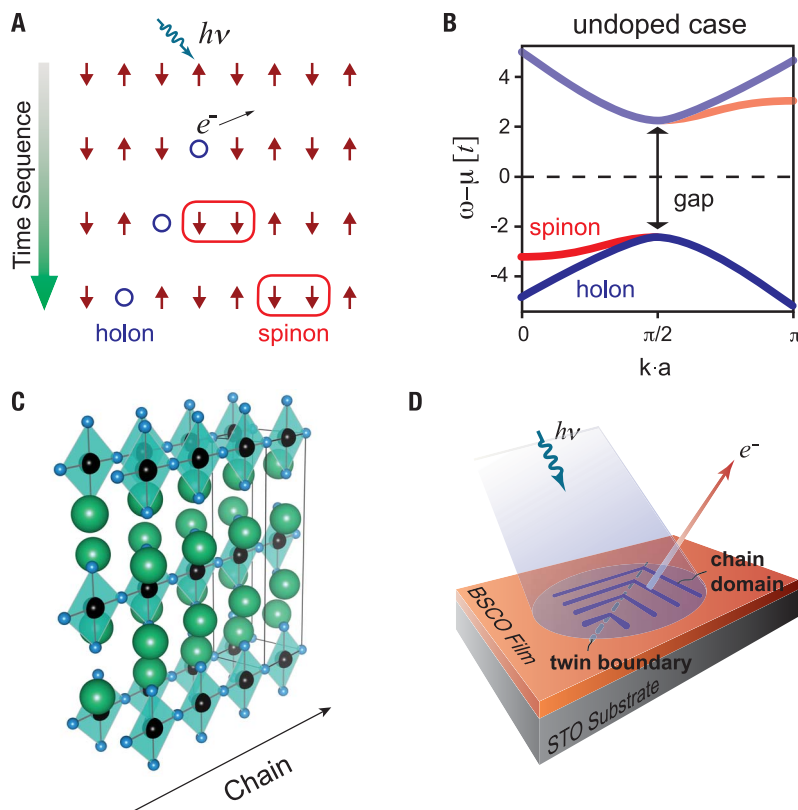 A
hν
e⁻
Time Sequence
holon
spinon
B
undoped case
ω−μ [t]
4
2
0
-2
-4
gap
spinon
holon
0
π/2
π
k·a
C
Chain
D
hν
e⁻
chain
domain
BSCO Film
twin boundary
STO Substrate